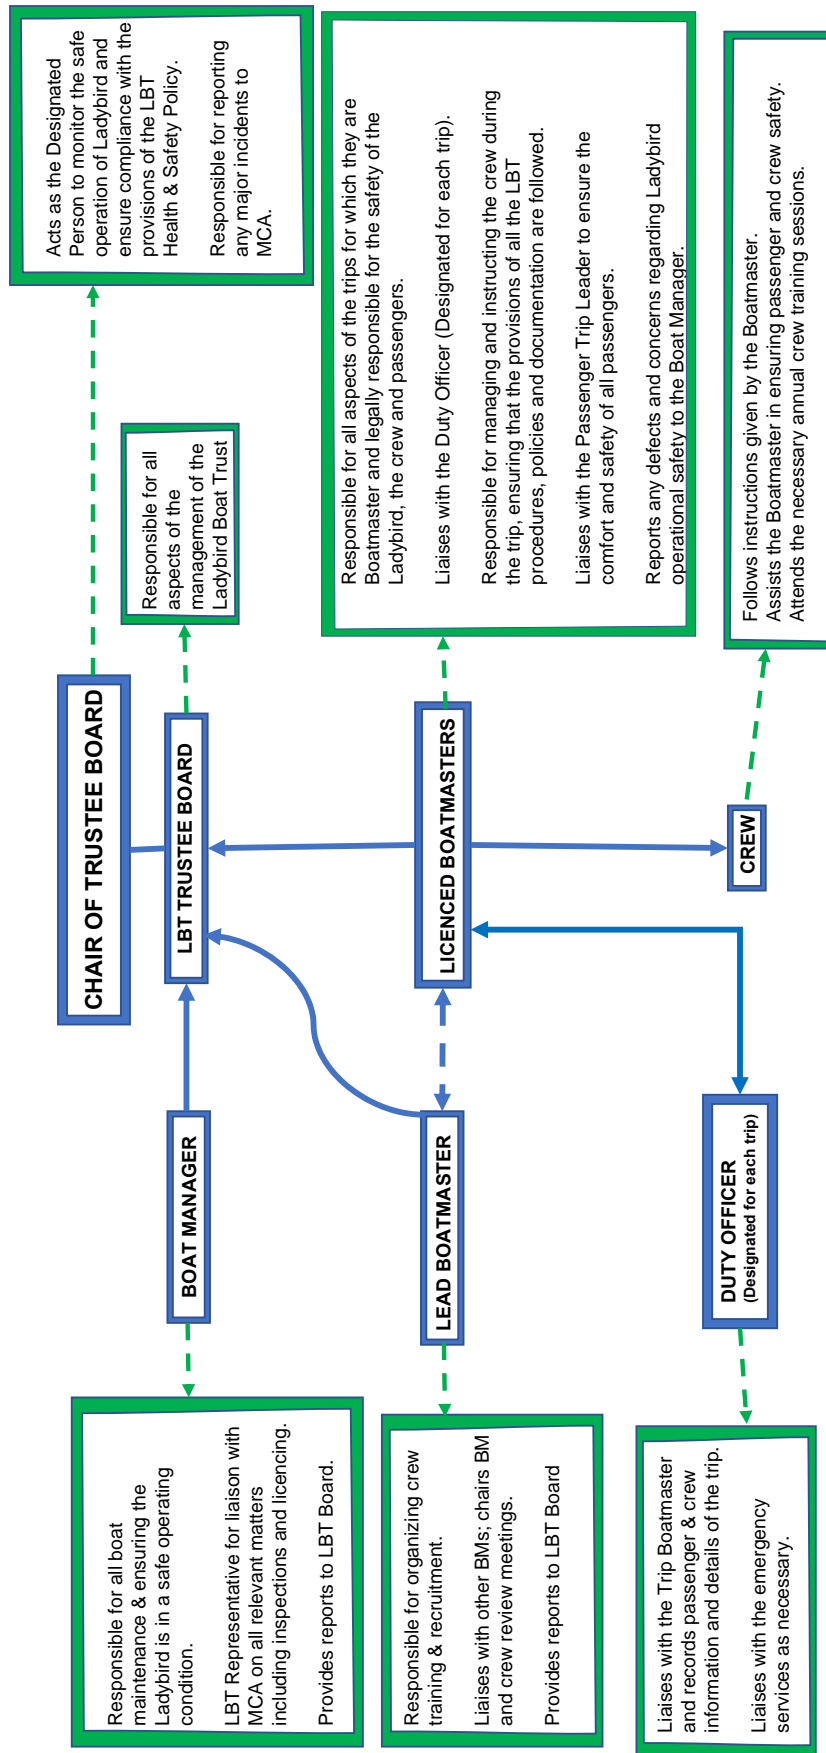 CHAIR OF TRUSTEE BOARD
Acts as the Designated
Person to monitor the safe
operation of Ladybird and
ensure compliance with the
provisions of the LBT
Health & Safety Policy.
Responsible for reporting
any major incidents to
MCA.
Responsible for all boat
maintenance & ensuring the
Ladybird is in a safe operating
condition.
LBT Representative for liaison with
MCA on all relevant matters
including inspections and licencing.
Provides reports to LBT Board.
BOAT MANAGER
LBT TRUSTEE BOARD
Responsible for all
aspects of the
management of the
Ladybird Boat Trust
Responsible for organizing crew
training & recruitment.
Liaises with other BMs; chairs BM
and crew review meetings.
Provides reports to LBT Board
LEAD BOATMASTER
LICENCED BOATMASTERS
Responsible for all aspects of the trips for which they are
Boatmaster and legally responsible for the safety of the
Ladybird, the crew and passengers.
Liaises with the Duty Officer (Designated for each trip).
Responsible for managing and instructing the crew during
the trip, ensuring that the provisions of all the LBT
procedures, policies and documentation are followed.
Liaises with the Passenger Trip Leader to ensure the
comfort and safety of all passengers.
Reports any defects and concerns regarding Ladybird
operational safety to the Boat Manager.
Liaises with the Trip Boatmaster
and records passenger & crew
information and details of the trip.
Liaises with the emergency
services as necessary.
DUTY OFFICER
(Designated for each trip)
CREW
Follows instructions given by the Boatmaster.
Assists the Boatmaster in ensuring passenger and crew safety.
Attends the necessary annual crew training sessions.